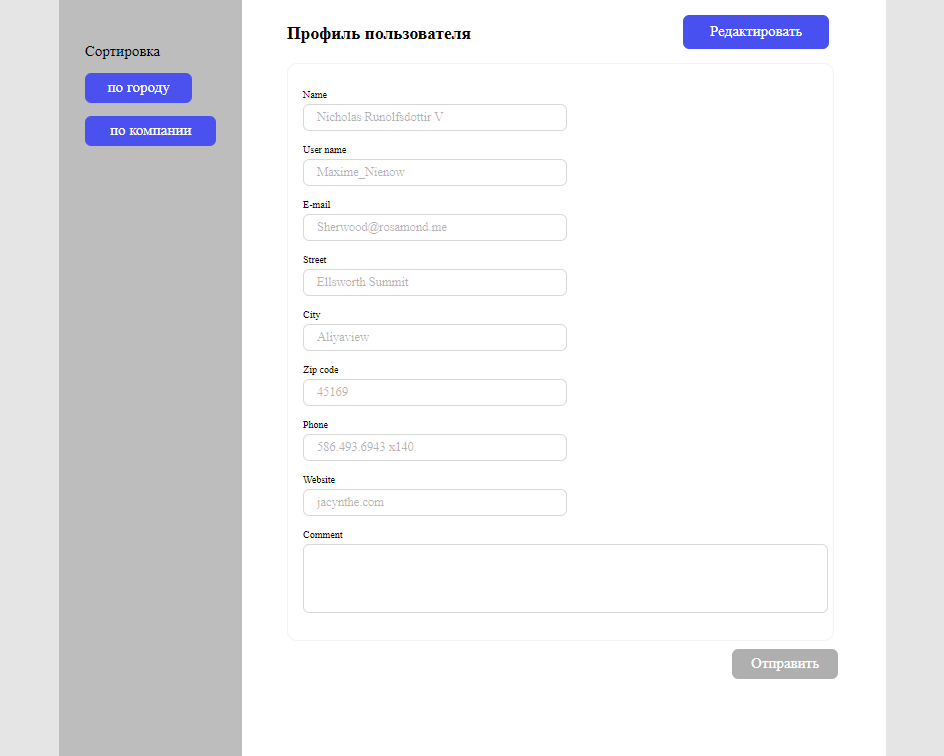 Сортировка
по городу
по компании
Профиль пользователя
Редактировать
Name
Nicholas Runolfsdottir V
User name
Maxime_Nienow
E-mail
Sherwood@rosamond.me
Street
Ellsworth Summit
City
Aliyaview
Zip code
45169
Phone
586.493.6943 x140
Website
jacynthe.com
Comment
Отправить